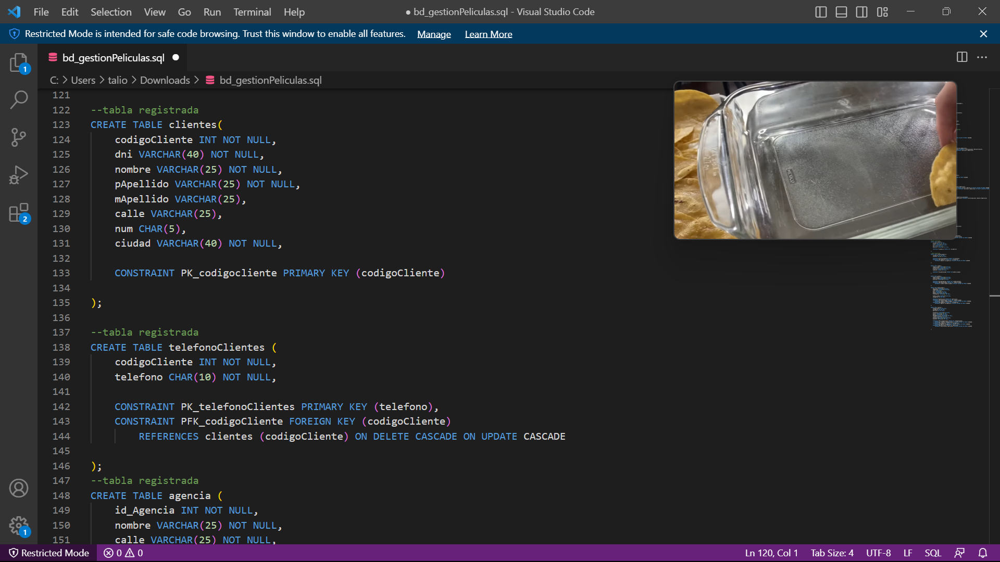 File Edit Selection View Go Run Terminal Help ● bd_gestionPeliculas.sql - Visual Studio Code
Restricted Mode is intended for safe code browsing. Trust this window to enable all features. Manage Learn More
1
bd_gestionPeliculas.sql ●
C: > Users > talio > Downloads > bd_gestionPeliculas.sql
121
122 --tabla registrada
123 CREATE TABLE clientes(
124 codigoCliente INT NOT NULL,
125 dni VARCHAR(40) NOT NULL,
126 nombre VARCHAR(25) NOT NULL,
127 pApellido VARCHAR(25) NOT NULL,
128 mApellido VARCHAR(25),
129 calle VARCHAR(25),
130 num CHAR(5),
131 ciudad VARCHAR(40) NOT NULL,
132
133 CONSTRAINT PK_codigocliente PRIMARY KEY (codigoCliente)
134
135 );
136
137 --tabla registrada
138 CREATE TABLE telefonoClientes (
139 codigoCliente INT NOT NULL,
140 telefono CHAR(10) NOT NULL,
141
142 CONSTRAINT PK_telefonoClientes PRIMARY KEY (telefono),
143 CONSTRAINT PFK_codigoCliente FOREIGN KEY (codigoCliente)
144 REFERENCES clientes (codigoCliente) ON DELETE CASCADE ON UPDATE CASCADE
145
146 );
147 --tabla registrada
148 CREATE TABLE agencia (
149 id_Agencia INT NOT NULL,
150 nombre VARCHAR(25) NOT NULL,
151 calle VARCHAR(25) NOT NULL,
2
1
MEXICO
Restricted Mode 0 0 Ln 120, Col 1 Tab Size: 4 UTF-8 LF SQL